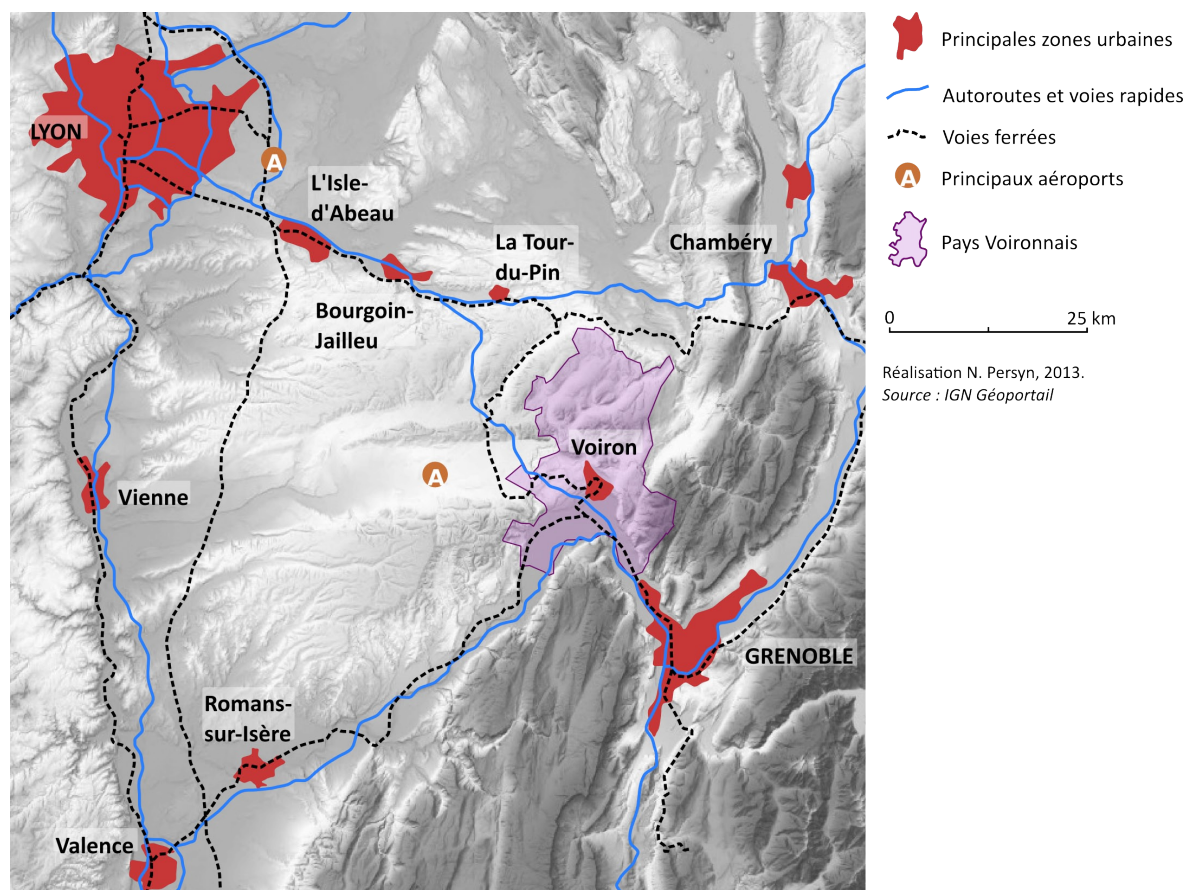 LYON
A
L'Isle-
d'Abeau
La Tour-
du-Pin
Chambéry
Bourgoin-
Jailleu
Voiron
A
Vienne
GRENOBLE
Romans-
sur-Isère
Valence
Principales zones urbaines
Autoroutes et voies rapides
Voies ferrées
A
Principaux aéroports
Pays Voironnais
0
25 km
Réalisation N. Persyn, 2013.
Source : IGN Géoportail